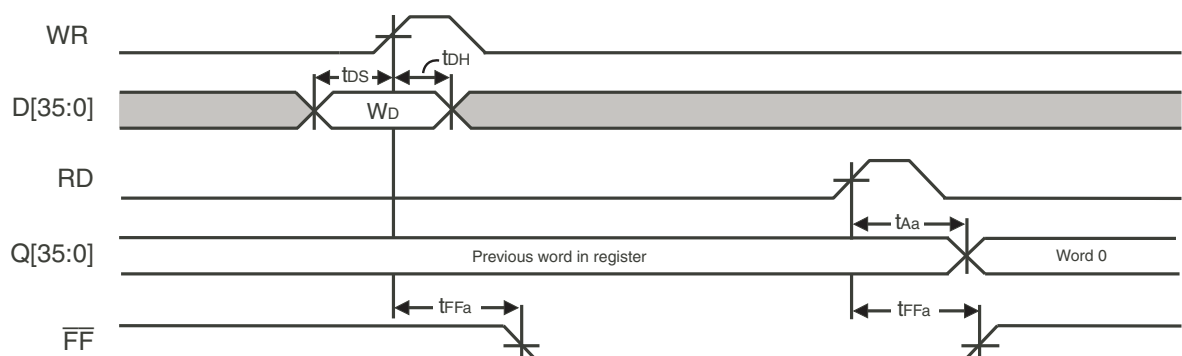 WR
tDS
tDH
D[35:0]
WD
RD
tAa
Q[35:0]
Previous word in register
Word 0
tFFa
tFFa
FF